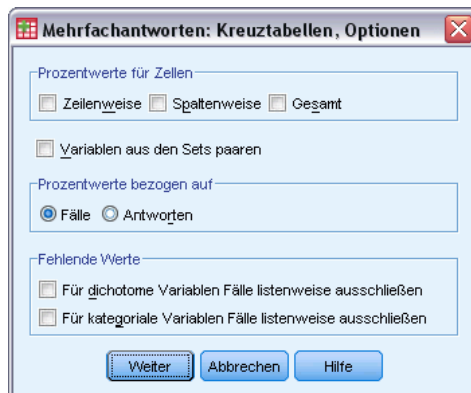 Mehrfachantworten: Kreuztabellen, Optionen
Prozentwerte für Zellen
Zeilenweise Spaltenweise Gesamt
Variablen aus den Sets paaren
Prozentwerte bezogen auf
Fälle Antworten
Fehlende Werte
Für dichotome Variablen Fälle listenweise ausschließen
Für kategoriale Variablen Fälle listenweise ausschließen
Weiter Abbrechen Hilfe